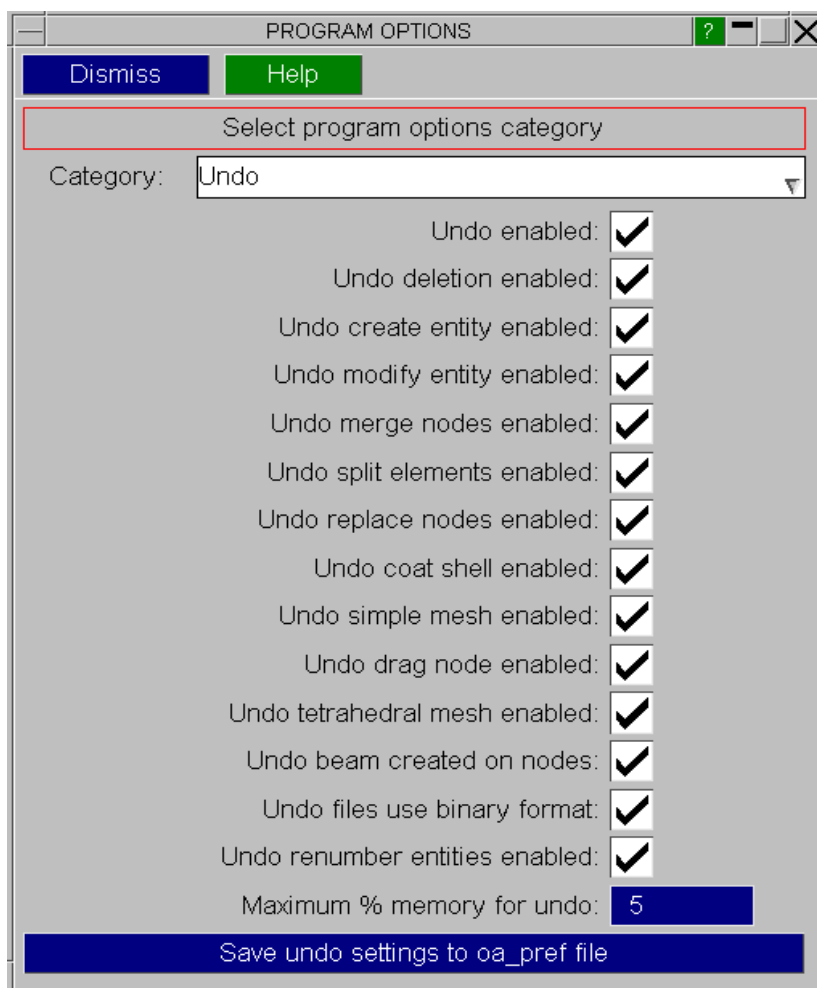 PROGRAM OPTIONS ?
Dismiss Help
Select program options category
Category: Undo
Undo enabled:
Undo deletion enabled:
Undo create entity enabled:
Undo modify entity enabled:
Undo merge nodes enabled:
Undo split elements enabled:
Undo replace nodes enabled:
Undo coat shell enabled:
Undo simple mesh enabled:
Undo drag node enabled:
Undo tetrahedral mesh enabled:
Undo beam created on nodes:
Undo files use binary format:
Undo renumber entities enabled:
Maximum % memory for undo: 5
Save undo settings to oa_pref file